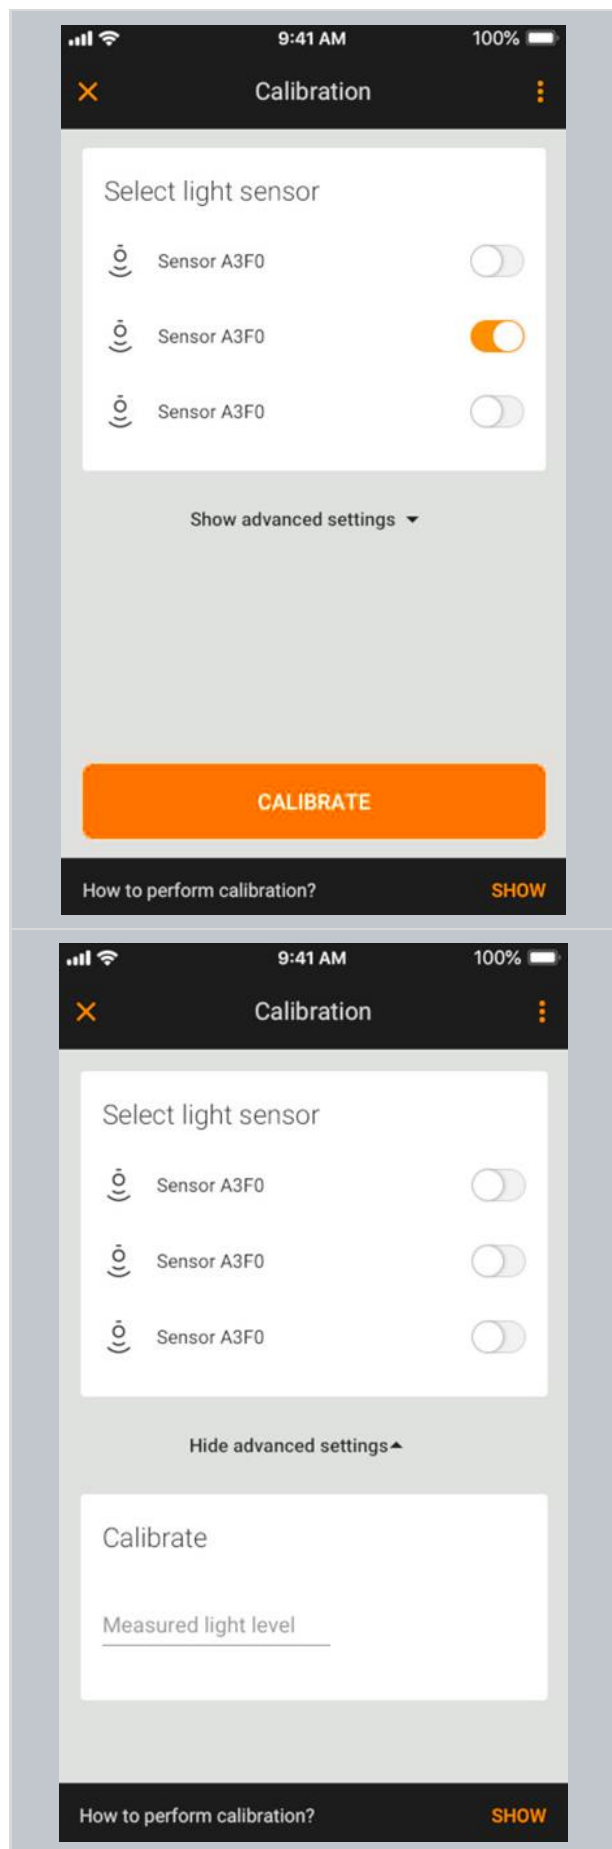 9:41 AM 100%
Calibration
Select light sensor
Sensor A3F0
Sensor A3F0
Sensor A3F0
Show advanced settings
CALIBRATE
How to perform calibration? SHOW
9:41 AM 100%
Calibration
Select light sensor
Sensor A3F0
Sensor A3F0
Sensor A3F0
Hide advanced settings
Calibrate
Measured light level
How to perform calibration? SHOW